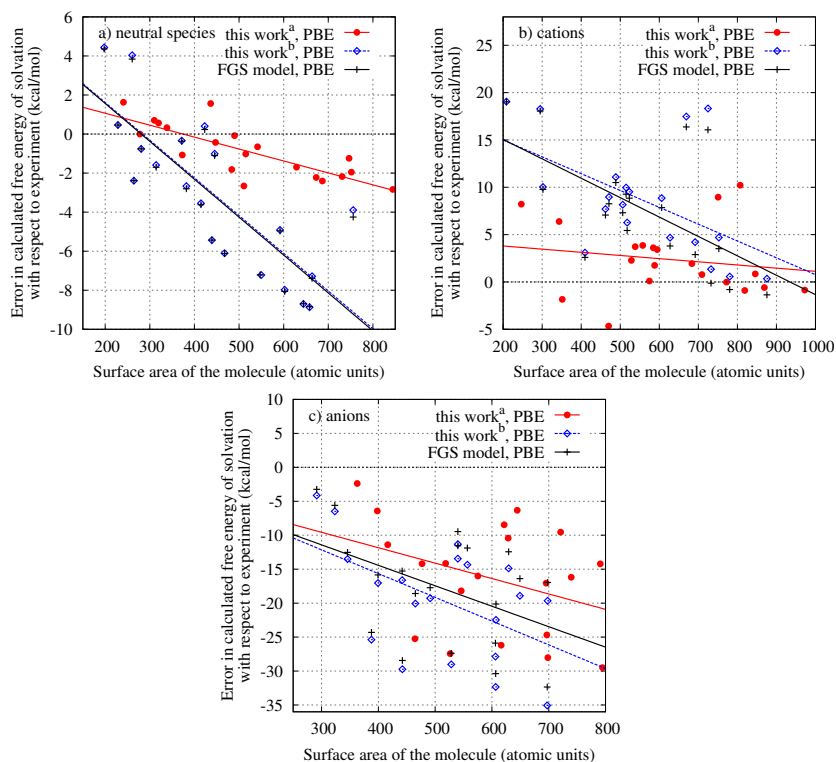 a) neutral species
this work^a, PBE
this work^b, PBE
FGS model, PBE
6
4
2
0
-2
-4
-6
-8
-10
200 300 400 500 600 700 800
Error in calculated free energy of solvation
with respect to experiment (kcal/mol)
Surface area of the molecule (atomic units)
b) cations
this work^a, PBE
this work^b, PBE
FGS model, PBE
25
20
15
10
5
0
-5
200 300 400 500 600 700 800 900 1000
Error in calculated free energy of solvation
with respect to experiment (kcal/mol)
Surface area of the molecule (atomic units)
c) anions
this work^a, PBE
this work^b, PBE
FGS model, PBE
10
5
0
-5
-10
-15
-20
-25
-30
-35
300 400 500 600 700 800
Error in calculated free energy of solvation
with respect to experiment (kcal/mol)
Surface area of the molecule (atomic units)